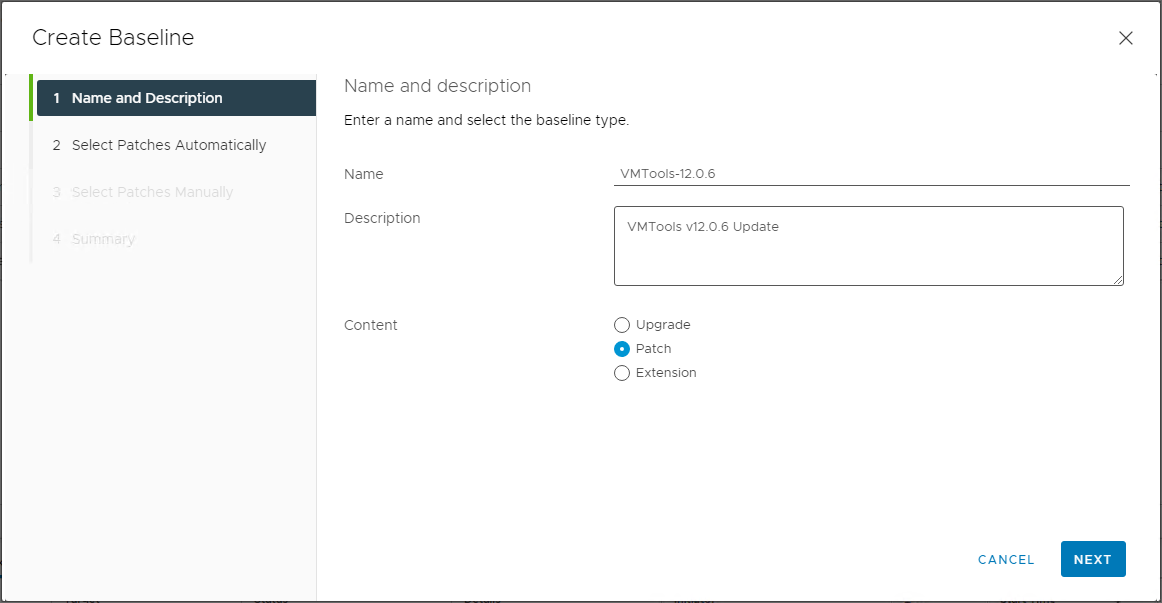 Create Baseline
1 Name and Description
2 Select Patches Automatically
3 Select Patches Manually
4 Summary
Name and description
Enter a name and select the baseline type.
Name VMTools-12.0.6
Description VMTools v12.0.6 Update
Content Upgrade
Patch
Extension
CANCEL NEXT